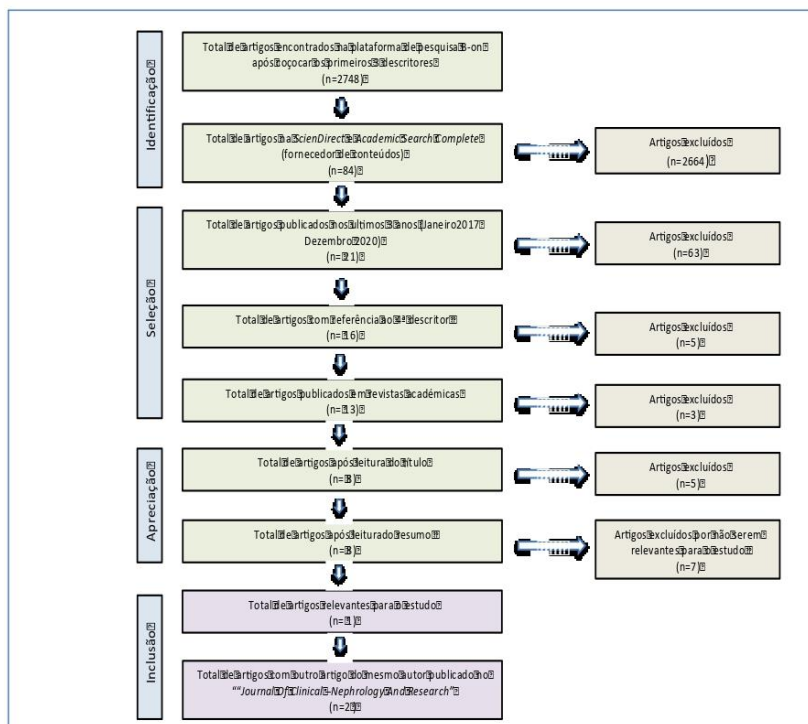 Identificação
Total de artigos encontrados na plataforma de pesquisa B-on
após coçocar os primeiros 3 descritores
(n=2748)
Total de artigos na ScienDirect e Academic Search Complete
(fornecedor de conteúdos)
(n=84)
Artigos excluídos
(n=2664)
Seleção
Total de artigos publicados nos ultimos 3 anos (Janeiro 2017
Dezembro 2020)
(n= 21)
Artigos excluídos
(n=63)
Total de artigos com referência ao 4º descritor
(n= 16)
Artigos excluídos
(n=5)
Total de artigos publicados em revistas académicas
(n= 13)
Artigos excluídos
(n=3)
Apreciação
Total de artigos após leitura do título
(n= 8)
Artigos excluídos
(n=5)
Total de artigos após leitura do resumo
(n= 8)
Artigos excluídos por não serem
relevantes para o estudo
(n=7)
Inclusão
Total de artigos relevantes para o estudo
(n= 1)
Total de artigos com outro artigo do mesmo autor publicado no
““Journal Of Clinical –Nephrology And Research”
(n=2)